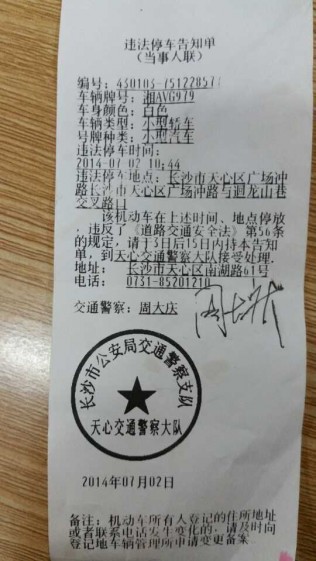 违法停车告知单
（当事人联）
编号：430103-75122857
车辆牌号：湘AVG979
车身颜色：白
车辆类型：小型轿车
号牌种类：小型汽车
违法停车时间：
2014-07-02 10:44
违法停车地点：长沙市天心区广场冲
路长沙市天心区广场冲路与迴龙山巷
交叉路口
该机动车在上述时间、地点停放
，违反了《道路交通安全法》第56条
的规定，请于3日后15日内持本告知
单，到天心交通警察大队接受处理，
地址：长沙市天心区南湖路61号
电话：0731-85201210
交通警察：周大庆
长沙市公安局交通警察支队
天心交通警察大队
2014年07月02日
备注：机动车所有人登记的住所地址
或者联系电话发生变化的，请及时向
登记地车辆管理所申请变更备案